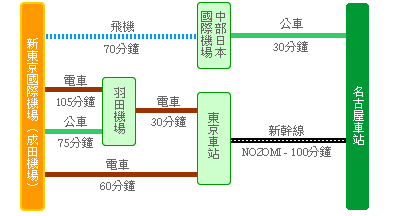 新東京國際機場（成田機場）
飛機
70分鐘
中部日本
國際機場
公車
30分鐘
名古屋車站
電車
105分鐘
公車
75分鐘
羽田機場
電車
30分鐘
東京車站
新幹線
NOZOMI - 100分鐘
電車
60分鐘